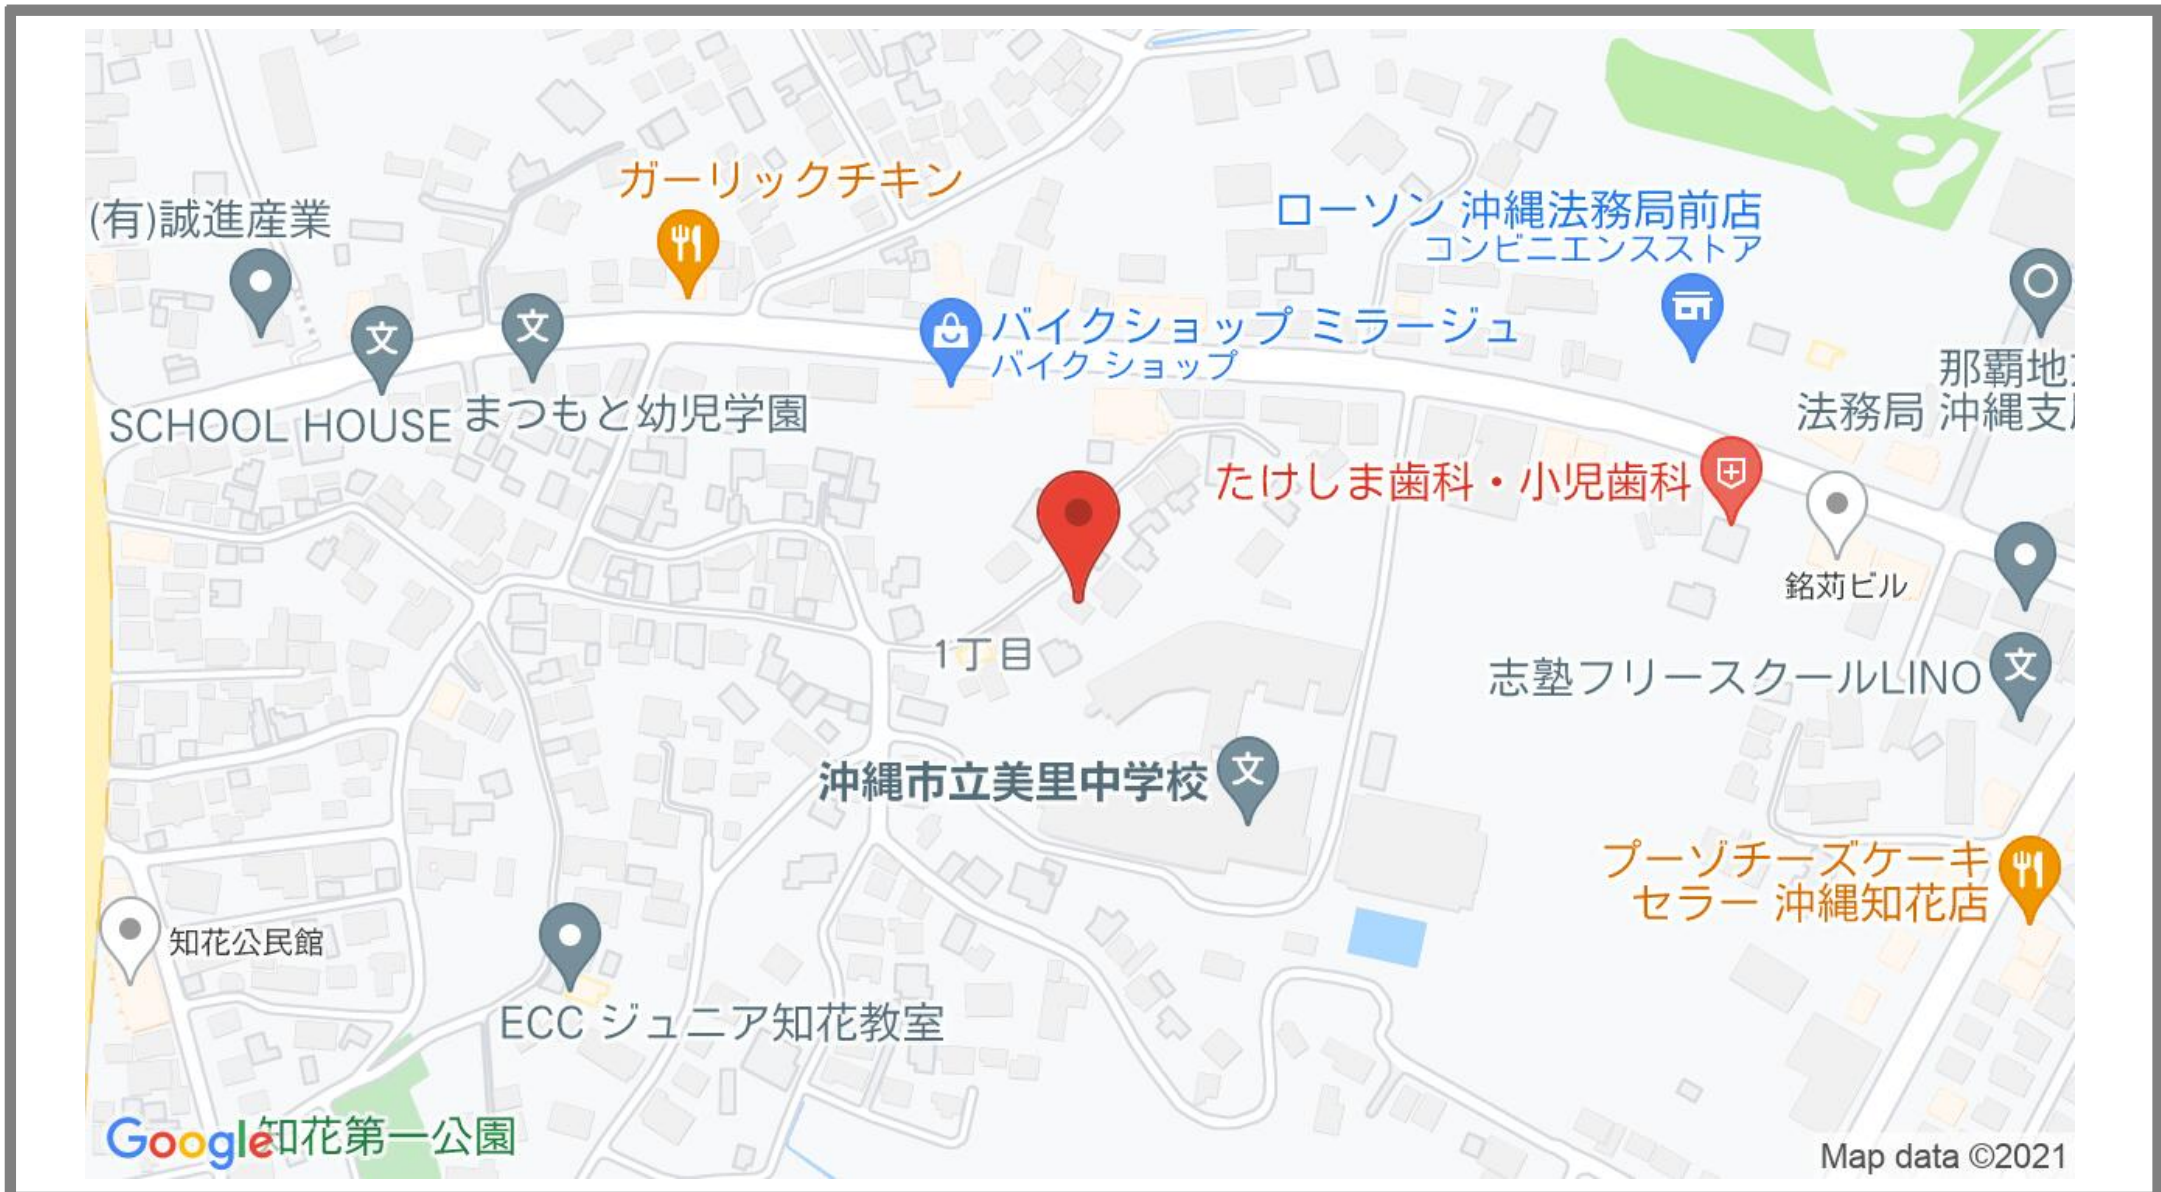 ガーリックチキン
(有)誠進産業
ローソン 沖縄法務局前店
コンビニエンスストア
バイクショップ ミラージュ
バイク ショップ
那覇地
法務局 沖縄支
SCHOOL HOUSE
まつもと幼児学園
たけしま歯科・小児歯科
銘苅ビル
1丁目
志塾フリースクールLINO
沖縄市立美里中学校
プーゾチーズケーキ
セラー 沖縄知花店
知花公民館
ECC ジュニア知花教室
Google
知花第一公園
Map data ©2021